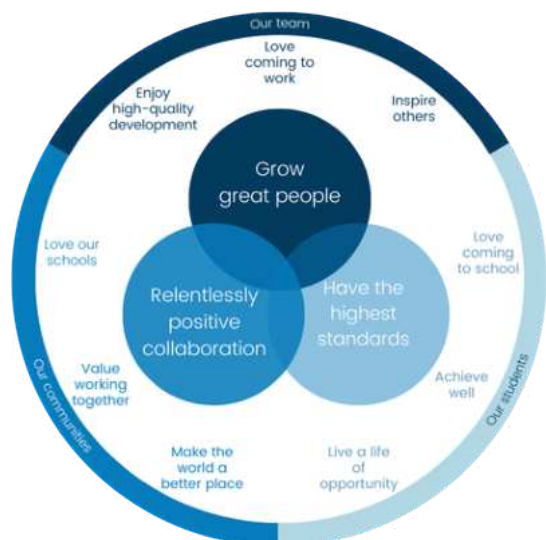 Our team
Love
coming to
work
Enjoy
high-quality
development
Inspire
others
Grow
great people
Love our
schools
Love
coming
to school
Relentlessly
positive
collaboration
Have the
highest
standards
Value
working
together
Achieve
well
Our communities
Our students
Make the
world a
better place
Live a life
of
opportunity